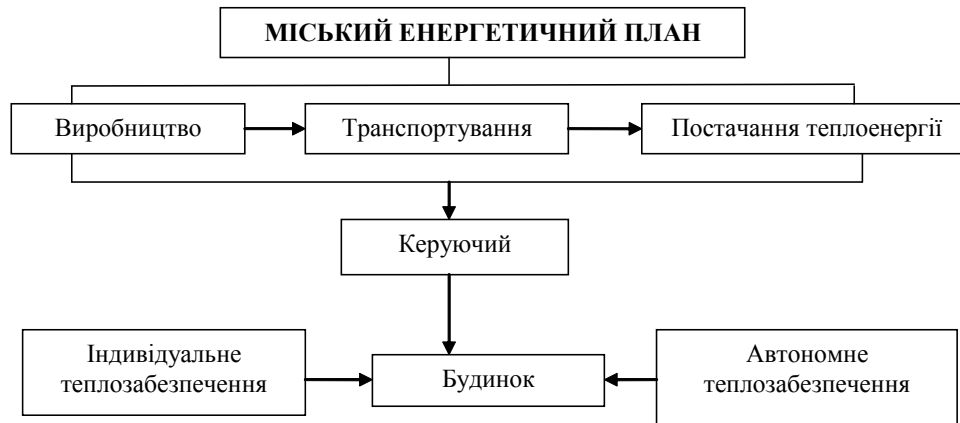 МІСЬКИЙ ЕНЕРГЕТИЧНИЙ ПЛАН
Виробництво
Транспортування
Постачання теплоенергії
Керуючий
Індивідуальне
теплозабезпечення
Будинок
Автономне
теплозабезпечення